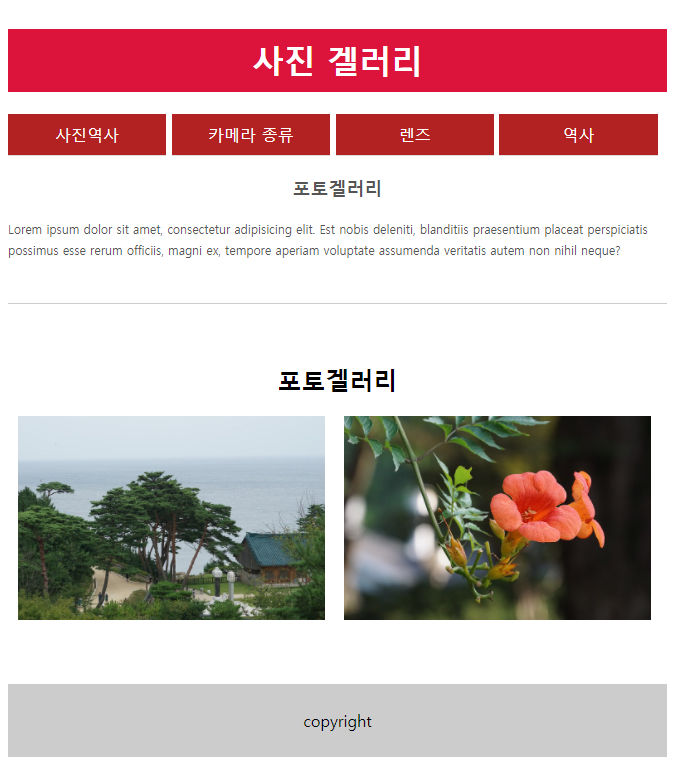 사진 겔러리
사진역사
카메라 종류
렌즈
역사
포토겔러리
Lorem ipsum dolor sit amet, consectetur adipisicing elit. Est nobis deleniti, blanditiis praesentium placeat perspiciatis
possimus esse rerum officiis, magni ex, tempore aperiam voluptate assumenda veritatis autem non nihil neque?
포토겔러리
copyright